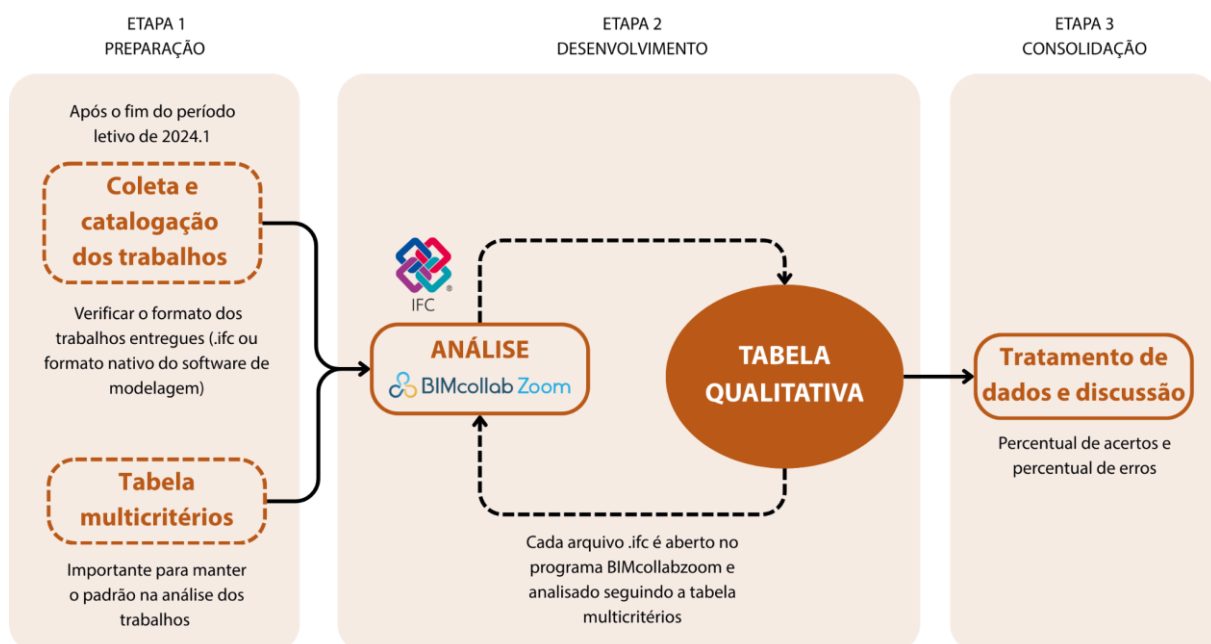 ETAPA 1
PREPARAÇÃO
Após o fim do período
letivo de 2024.1
Coleta e
catalogação
dos trabalhos
Verificar o formato dos
trabalhos entregues (.ifc ou
formato nativo do software de
modelagem)
Tabela
multicritérios
Importante para manter
o padrão na análise dos
trabalhos
ETAPA 2
DESENVOLVIMENTO
IFC
®
ANÁLISE
BIMcollab Zoom
TABELA
QUALITATIVA
Cada arquivo .ifc é aberto no
programa BIMcollabzoom e
analisado seguindo a tabela
multicritérios
ETAPA 3
CONSOLIDAÇÃO
Tratamento de
dados e discussão
Percentual de acertos e
percentual de erros